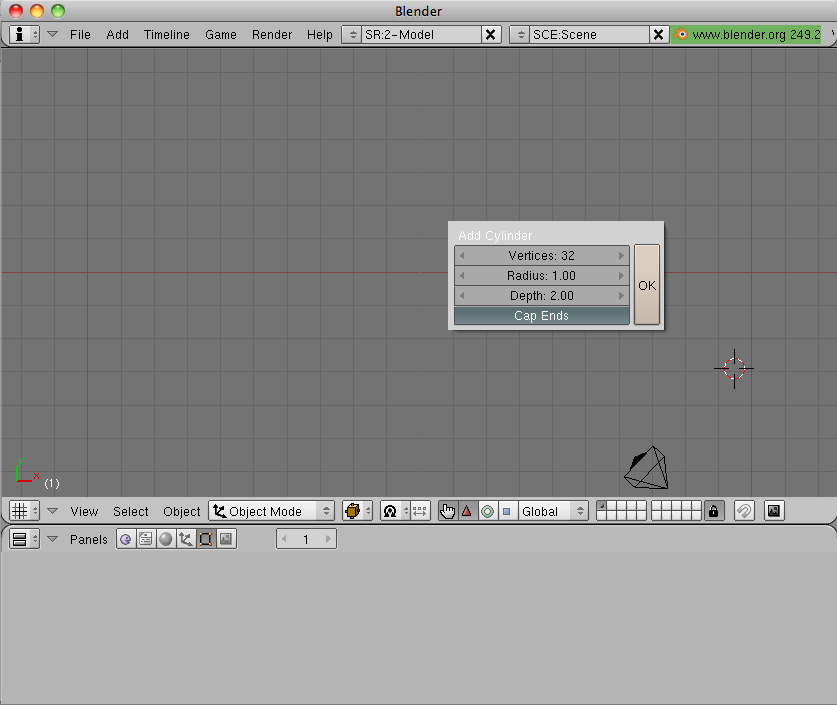 Blender
File Add Timeline Game Render Help SR:2-Model SCE:Scene www.blender.org 249.2
Add Cylinder
Vertices: 32
Radius: 1.00
Depth: 2.00
Cap Ends
OK
Y
X
(1)
View Select Object Object Mode Global
Panels 1